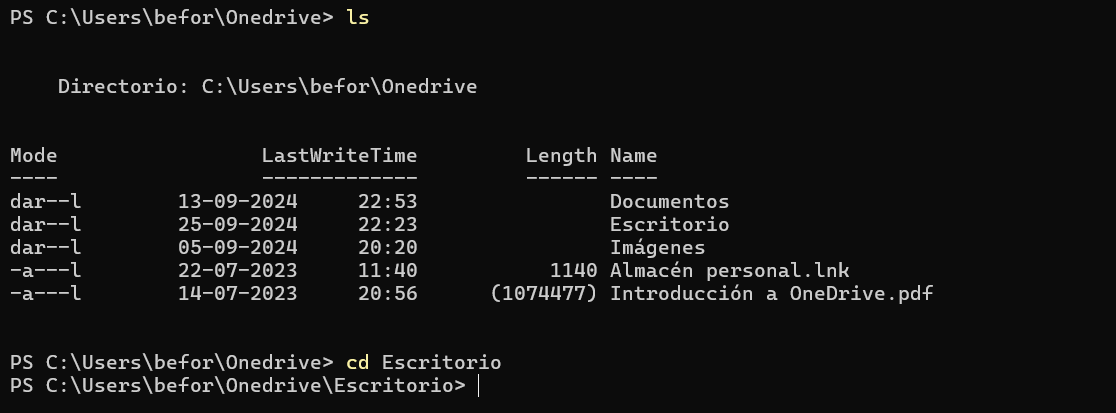 PS C:\Users\befor\Onedrive> ls
Directorio: C:\Users\befor\Onedrive
Mode                 LastWriteTime         Length Name
----                 -------------         ------ ----
dar--l        13-09-2024     22:53                Documentos
dar--l        25-09-2024     22:23                Escritorio
dar--l        05-09-2024     20:20                Imágenes
-a---l        22-07-2023     11:40           1140 Almacén personal.lnk
-a---l        14-07-2023     20:56      (1074477) Introducción a OneDrive.pdf
PS C:\Users\befor\Onedrive> cd Escritorio
PS C:\Users\befor\Onedrive\Escritorio>